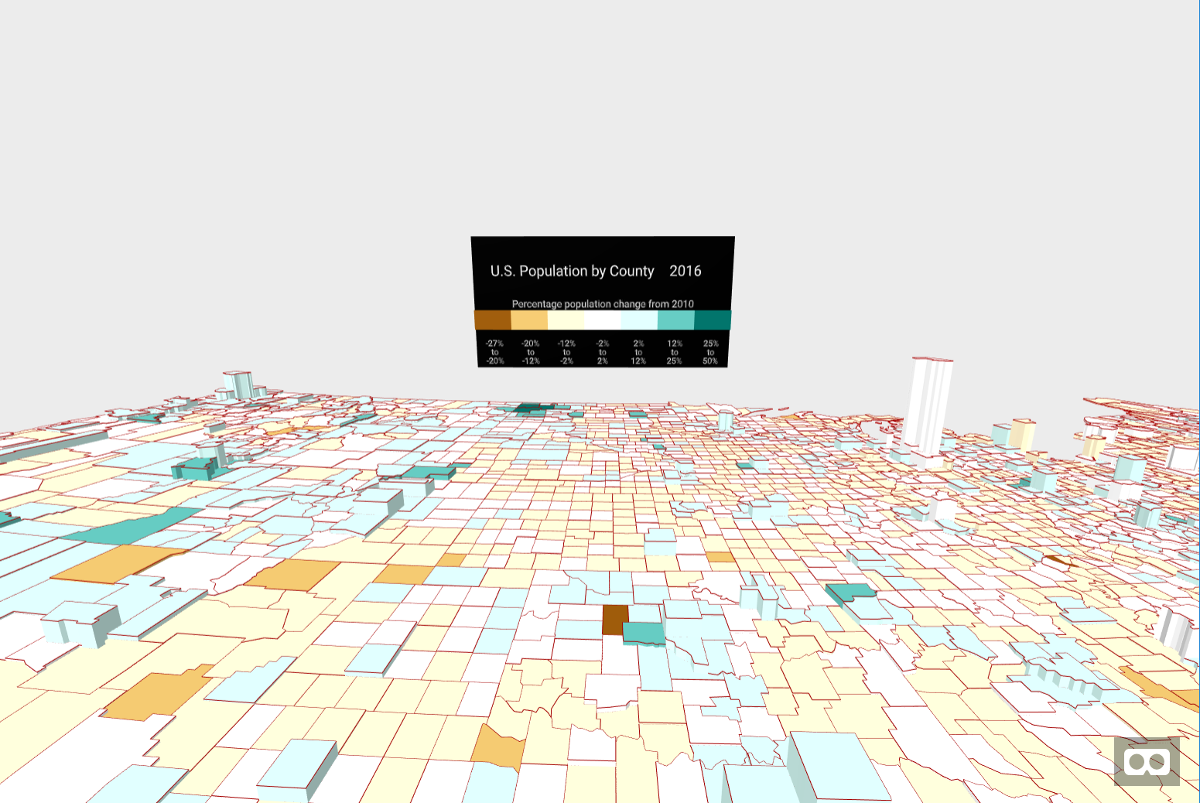 U.S. Population by County 2016
Percentage population change from 2010
-27% -20% -12% -2% 2% 12% 25%
to to to to to to to
-20% -12% -2% 2% 12% 25% 50%